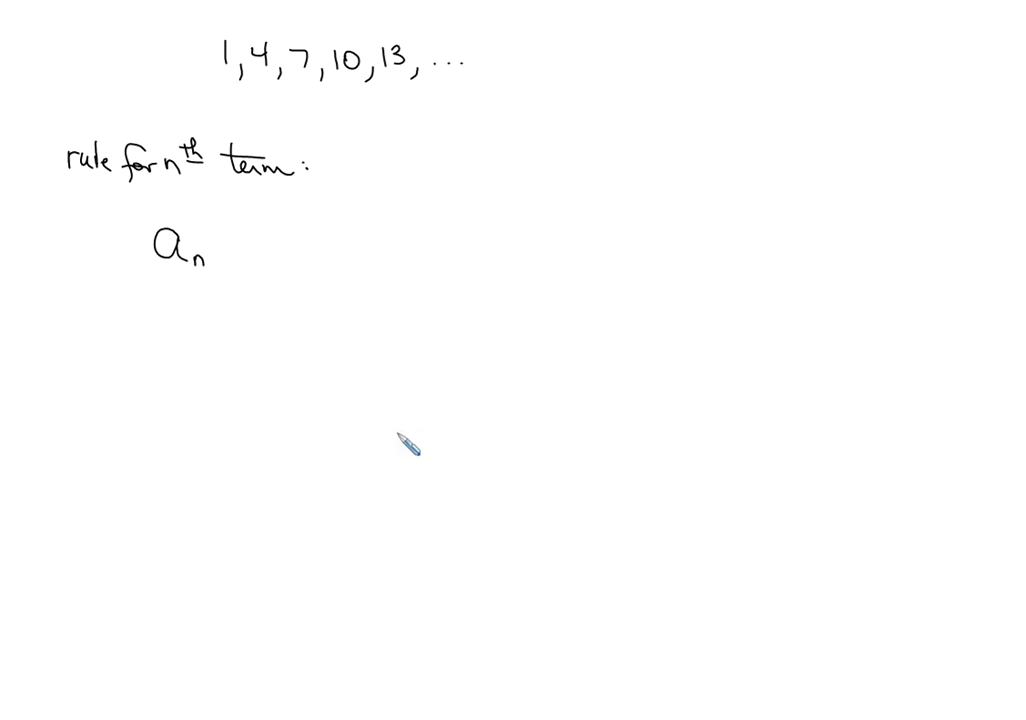 1, 4, 7, 10, 13, ...
rule for nth term:
an